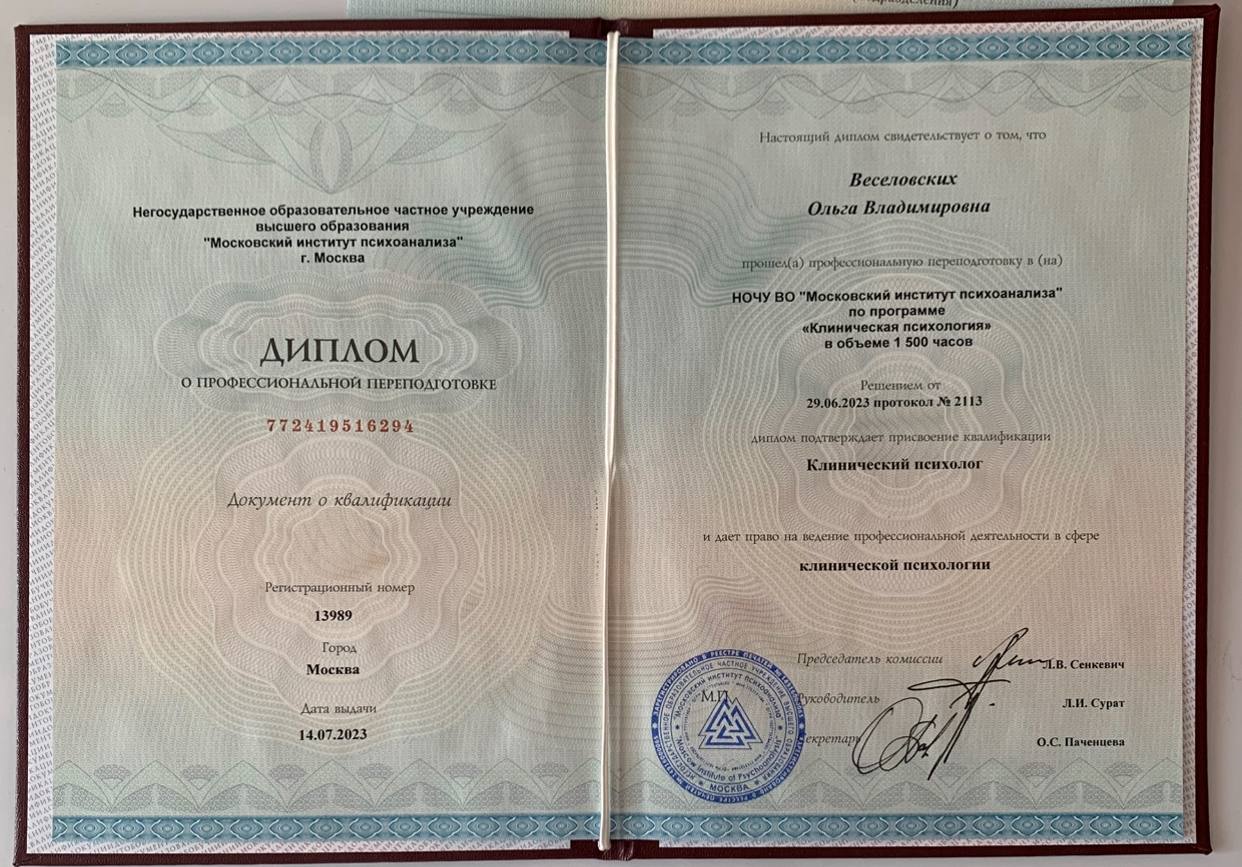 Негосударственное образовательное частное учреждение
высшего образования
"Московский институт психоанализа"
г. Москва
ДИПЛОМ
О ПРОФЕССИОНАЛЬНОЙ ПЕРЕПОДГОТОВКЕ
772419516294
Документ о квалификации
Регистрационный номер
13989
Город
Москва
Дата выдачи
14.07.2023
Настоящий диплом свидетельствует о том, что
Веселовских
Ольга Владимировна
прошел(а) профессиональную переподготовку в (на)
НОЧУ ВО "Московский институт психоанализа"
по программе
«Клиническая психология»
в объеме 1 500 часов
Решением от
29.06.2023 протокол № 2113
диплом подтверждает присвоение квалификации
Клинический психолог
и дает право на ведение профессиональной деятельности в сфере
клинической психологии
Председатель комиссии Л.В. Сенкевич
М.П. Руководитель Л.И. Сурат
Секретарь О.С. Паченцева
"Московский институт психоанализа"
"Moscow Institute of Psychoanalysis"
МОСКВА